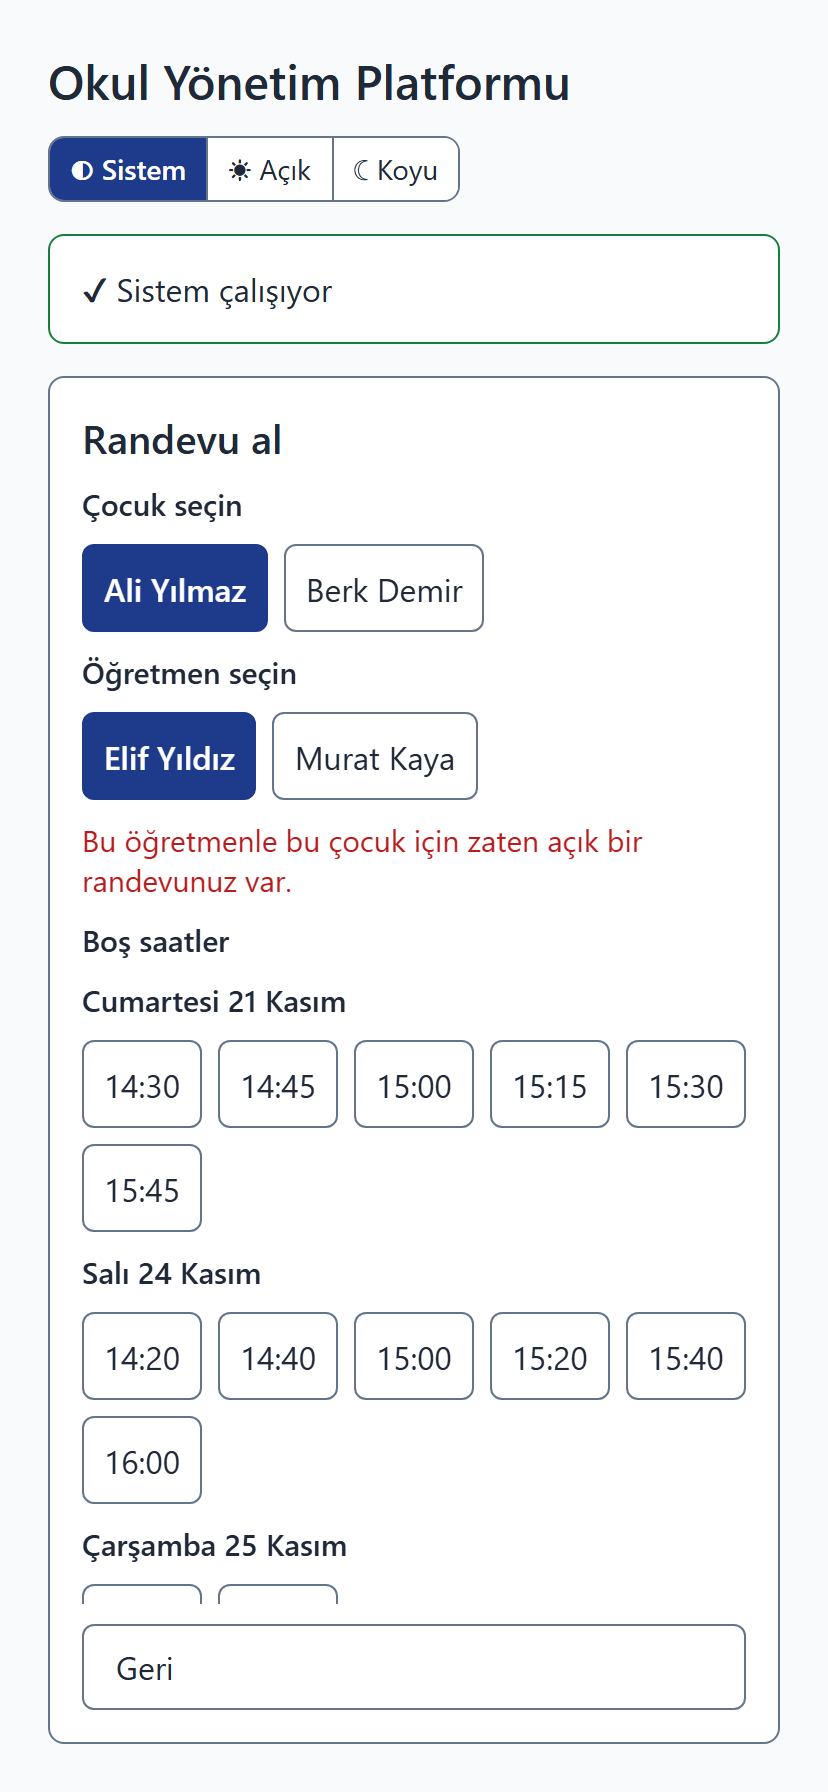 Okul Yönetim Platformu
◐ Sistem ☀ Açık ☾ Koyu
✓ Sistem çalışıyor
Randevu al
Çocuk seçin
Ali Yılmaz Berk Demir
Öğretmen seçin
Elif Yıldız Murat Kaya
Bu öğretmenle bu çocuk için zaten açık bir
randevunuz var.
Boş saatler
Cumartesi 21 Kasım
14:30 14:45 15:00 15:15 15:30
15:45
Salı 24 Kasım
14:20 14:40 15:00 15:20 15:40
16:00
Çarşamba 25 Kasım
Geri